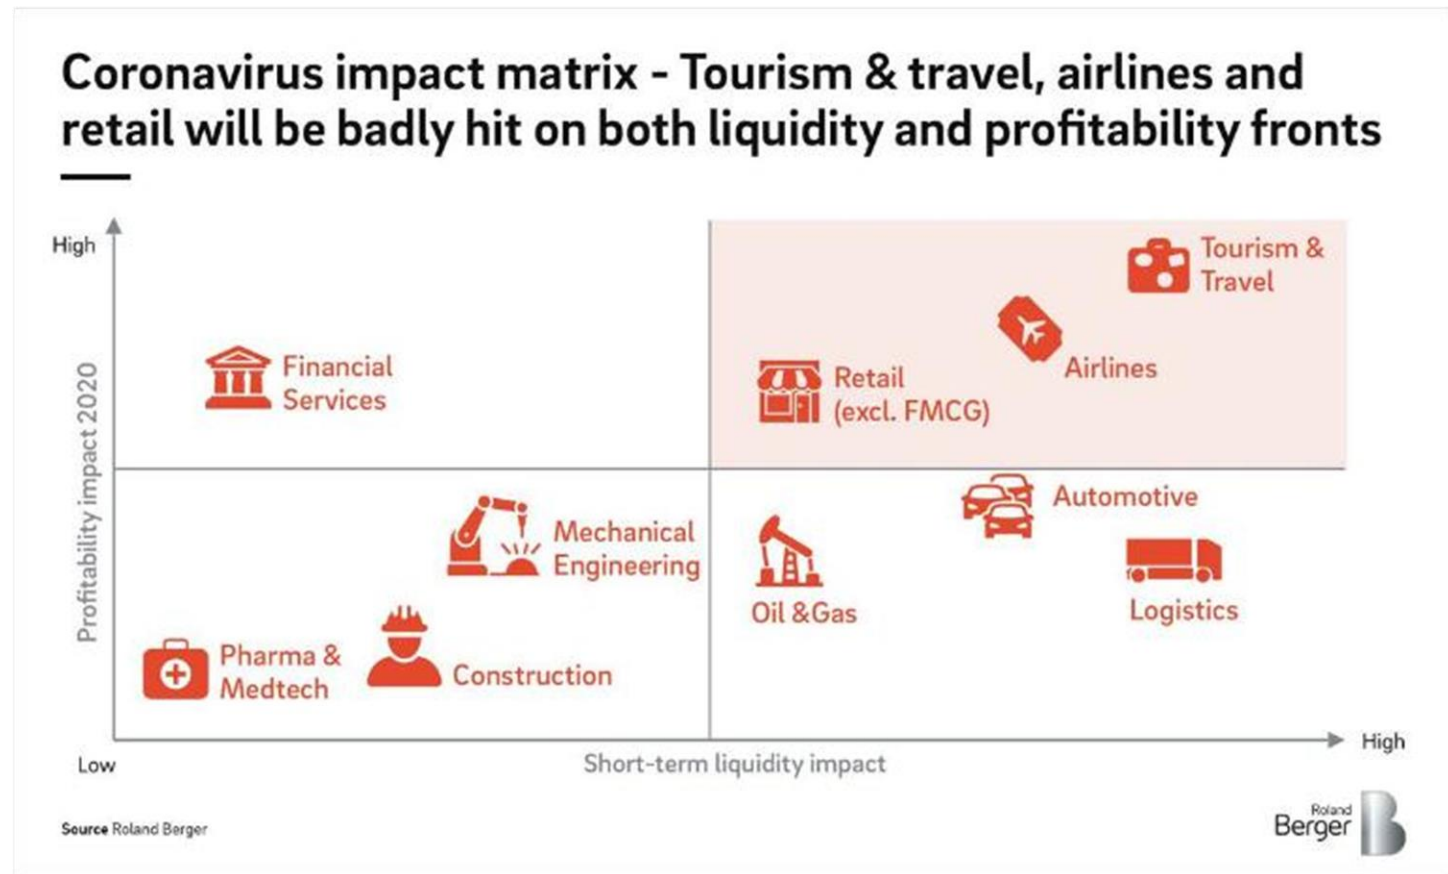 Coronavirus impact matrix - Tourism & travel, airlines and
retail will be badly hit on both liquidity and profitability fronts
High
Profitability impact 2020
Tourism &
Travel
Airlines
Financial
Services
Retail
(excl. FMCG)
Automotive
Mechanical
Engineering
Oil &Gas
Logistics
Pharma &
Medtech
Construction
Low
Short-term liquidity impact
High
Source Roland Berger
Roland
Berger
B